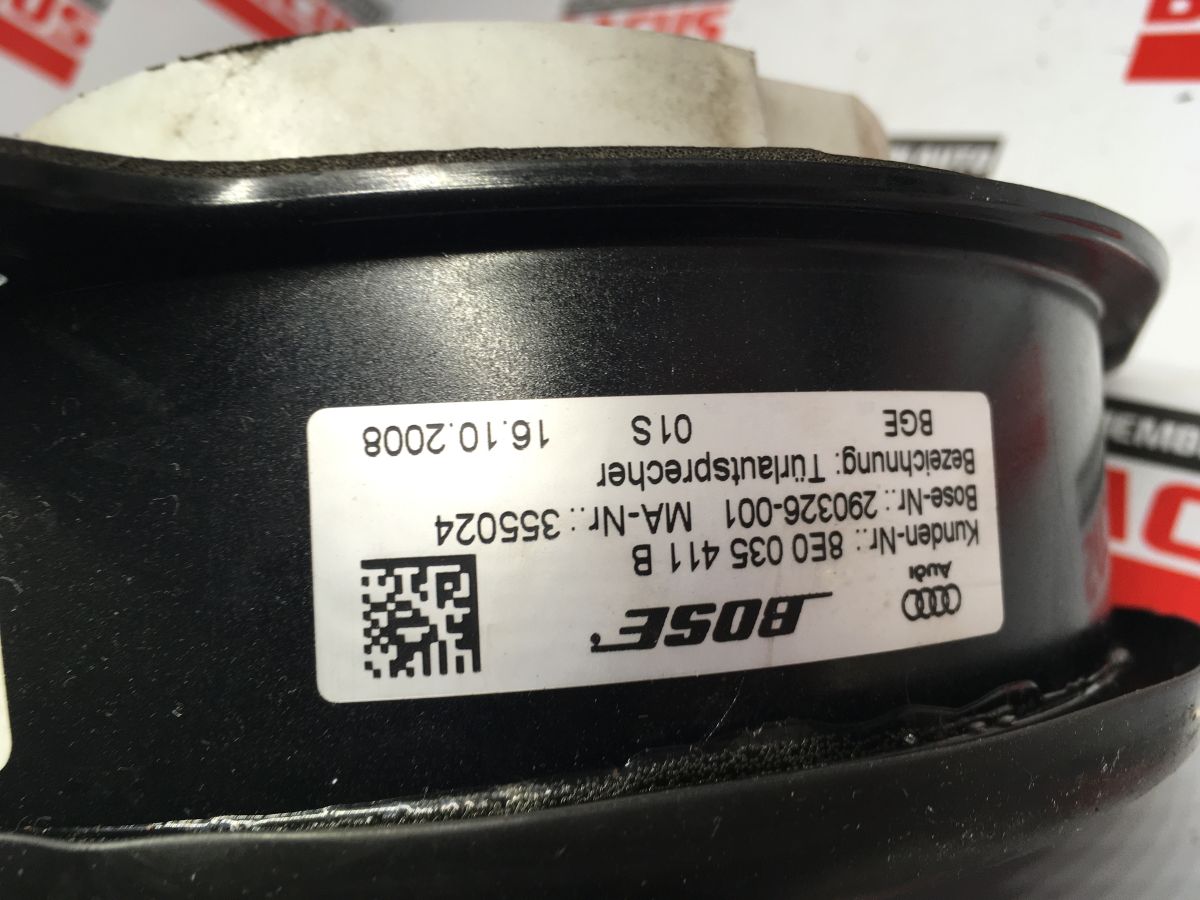 Audi BOSE
Kunden-Nr.: 8E0 035 411 B
Bose-Nr.: 290326-001 MA-Nr.: 355024
Bezeichnung: Türlautsprecher
BGE 01S 16.10.2008